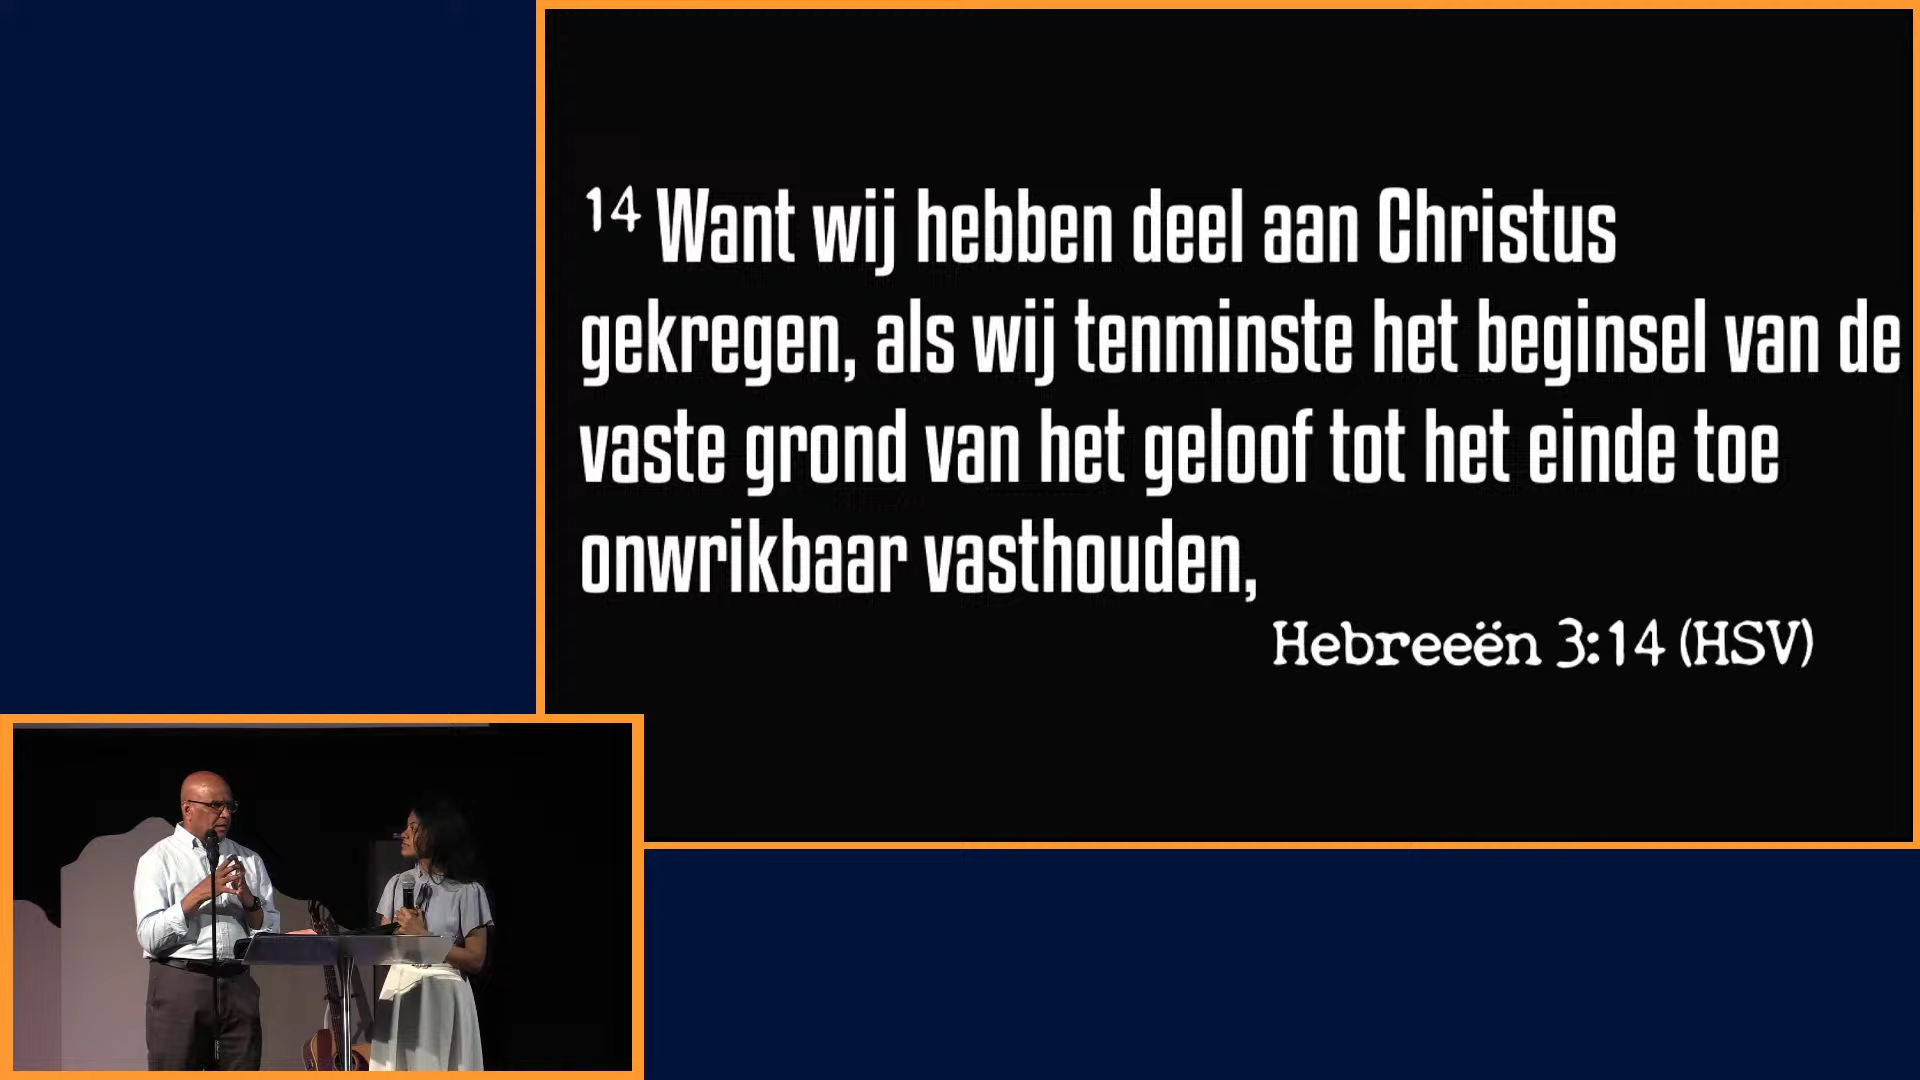 14 Want wij hebben deel aan Christus
gekregen, als wij tenminste het beginsel van de
vaste grond van het geloof tot het einde toe
onwrikbaar vasthouden,
Hebreeën 3:14 (HSV)